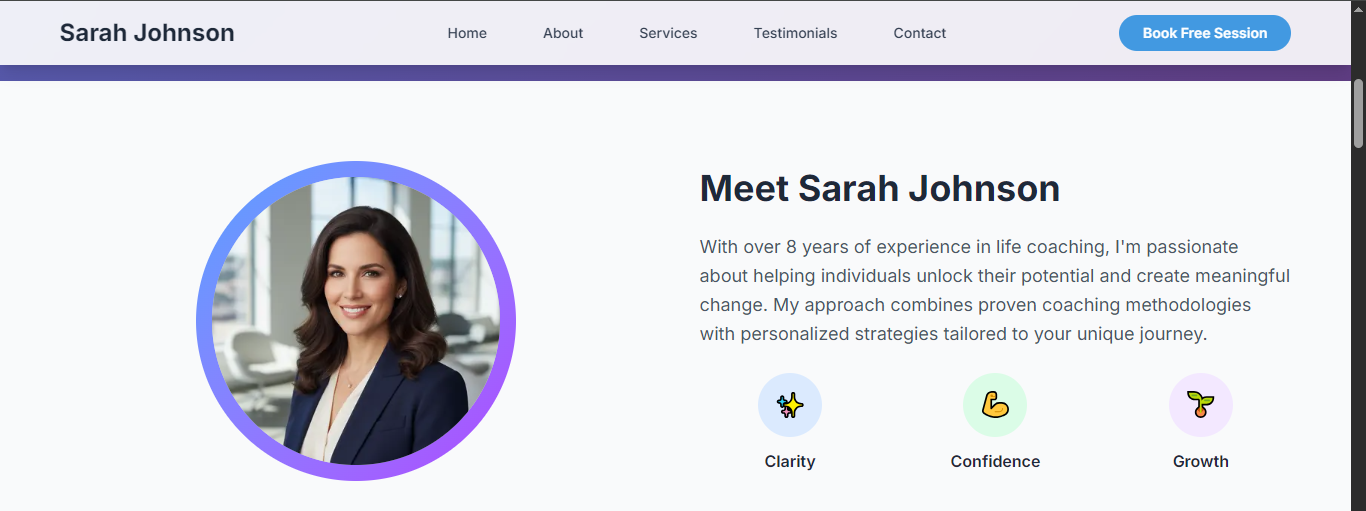 Sarah Johnson
Home
About
Services
Testimonials
Contact
Book Free Session
Meet Sarah Johnson
With over 8 years of experience in life coaching, I'm passionate
about helping individuals unlock their potential and create meaningful
change. My approach combines proven coaching methodologies
with personalized strategies tailored to your unique journey.
Clarity
Confidence
Growth